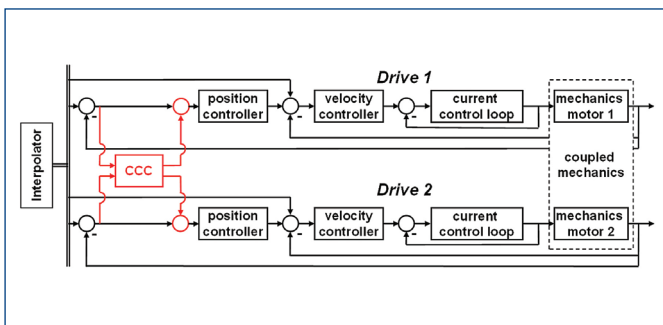 Drive 1
position
controller
velocity
controller
current
control loop
mechanics
motor 1
-
-
-
Interpolator
CCC
coupled
mechanics
Drive 2
position
controller
velocity
controller
current
control loop
mechanics
motor 2
-
-
-